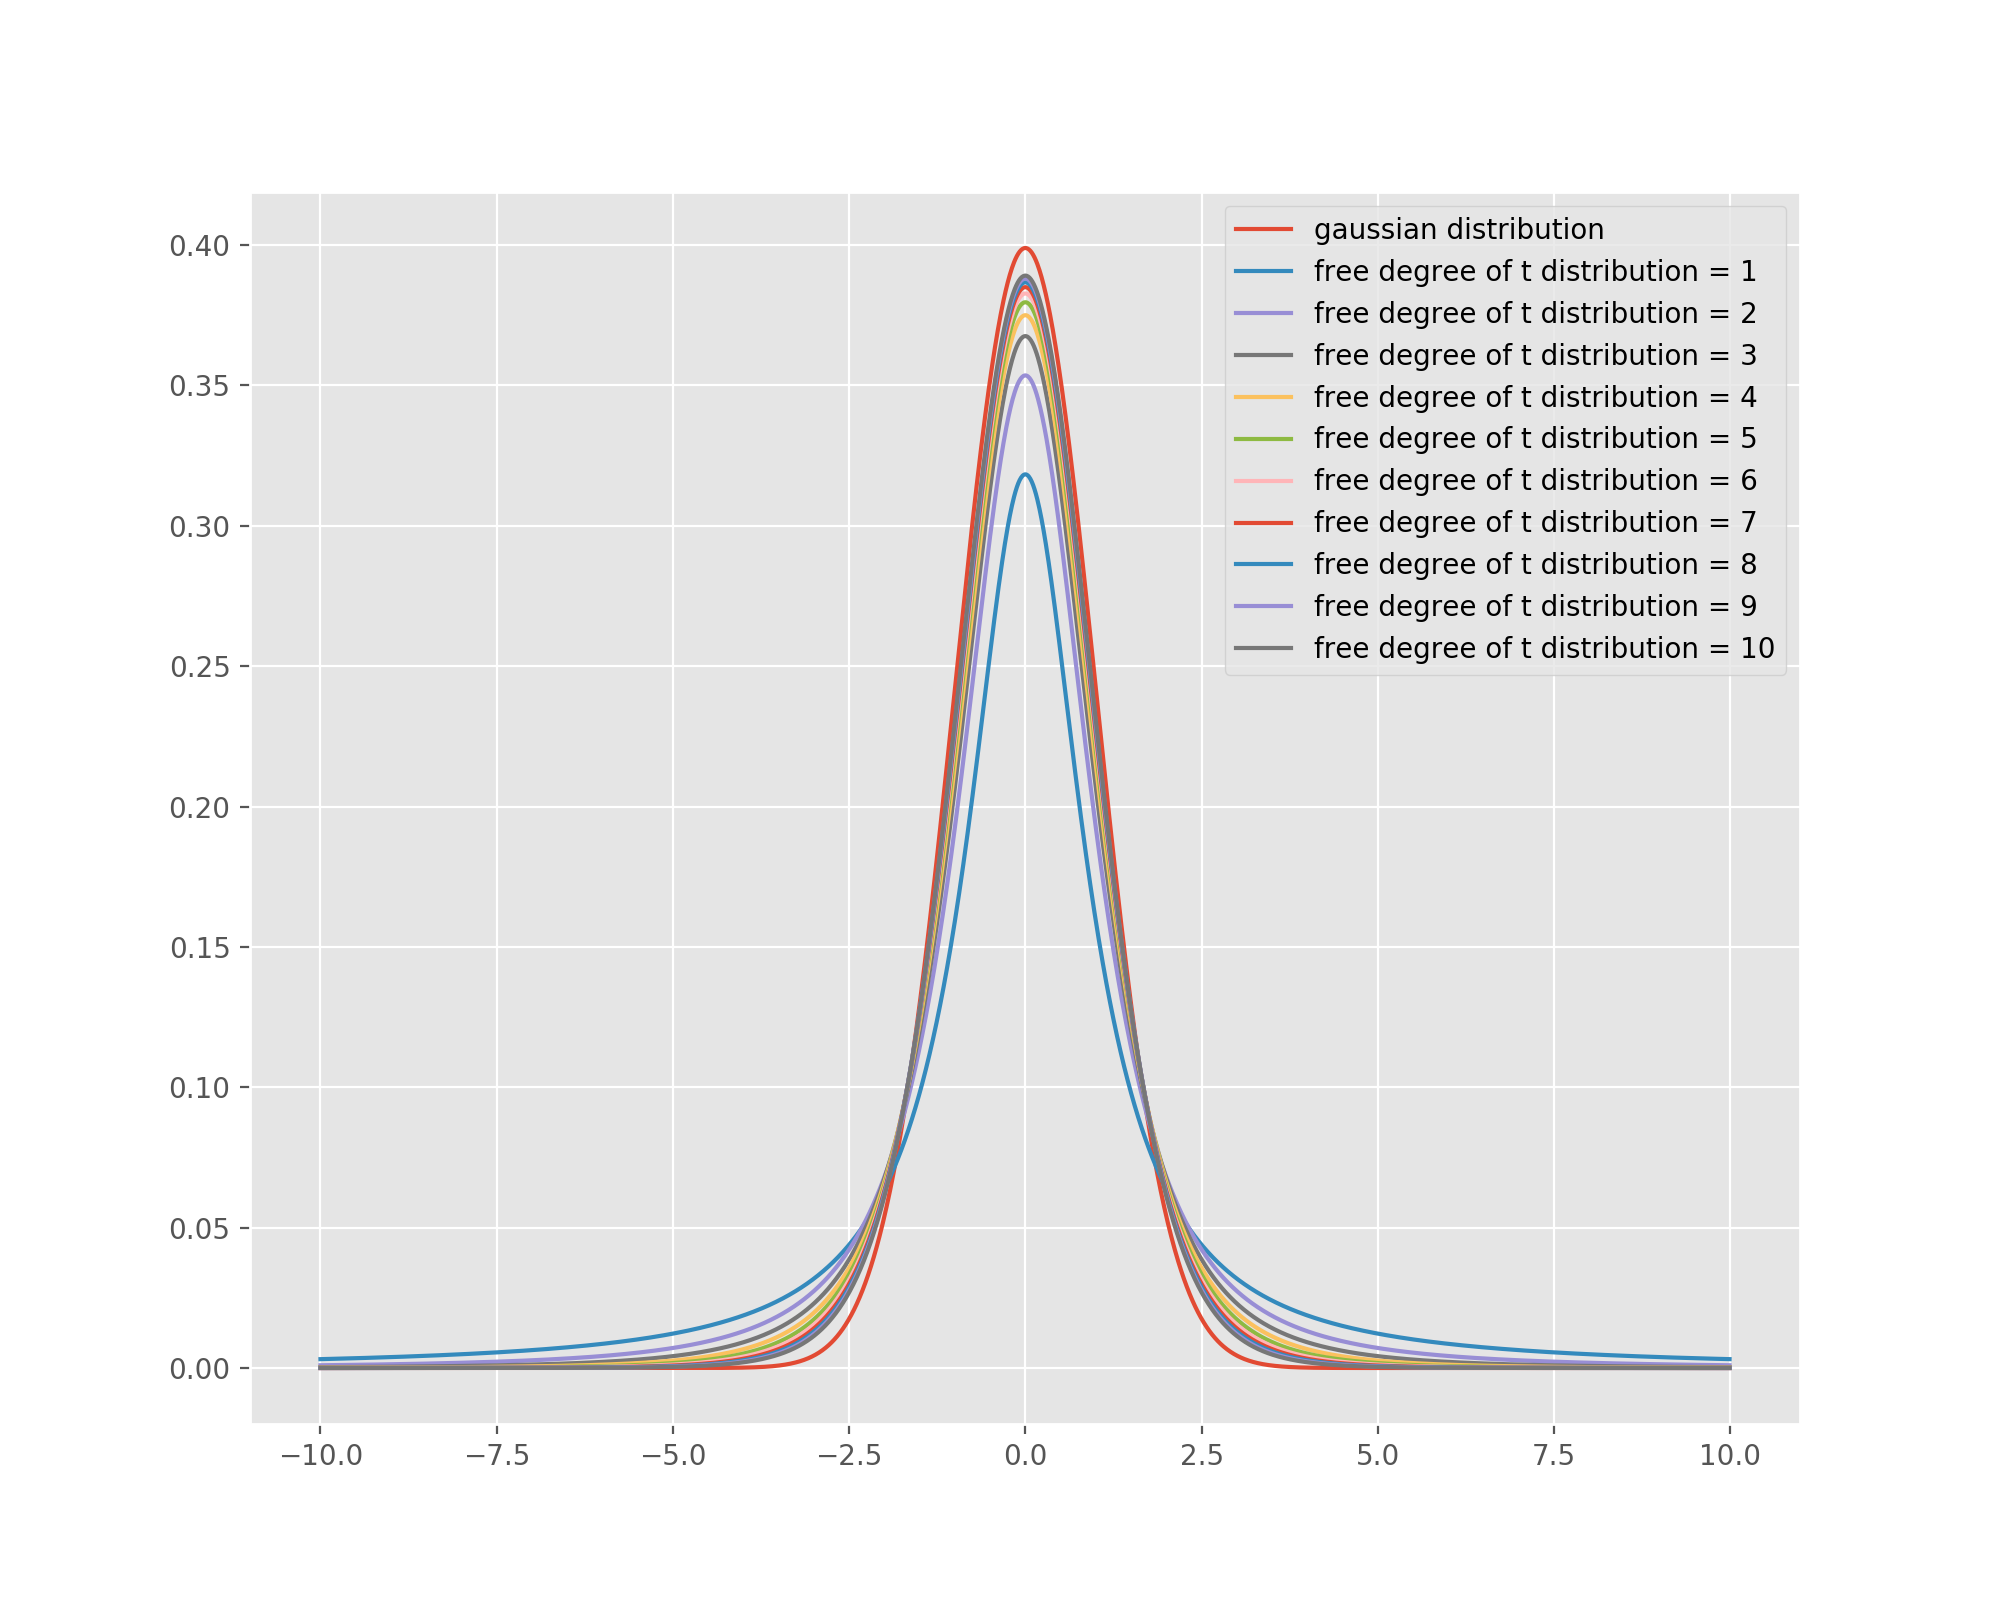 gaussian distribution
free degree of t distribution = 1
free degree of t distribution = 2
free degree of t distribution = 3
free degree of t distribution = 4
free degree of t distribution = 5
free degree of t distribution = 6
free degree of t distribution = 7
free degree of t distribution = 8
free degree of t distribution = 9
free degree of t distribution = 10
0.40
0.35
0.30
0.25
0.20
0.15
0.10
0.05
0.00
−10.0 −7.5 −5.0 −2.5 0.0 2.5 5.0 7.5 10.0